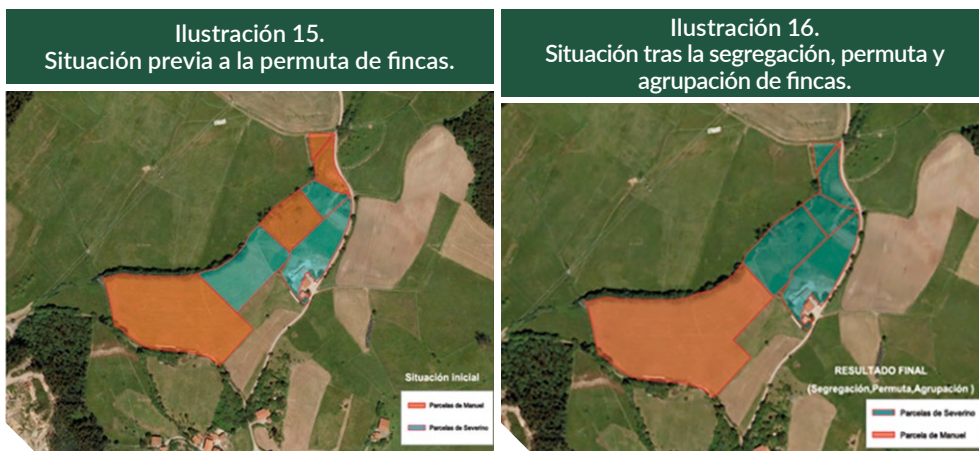 Ilustración 15.
Situación previa a la permuta de fincas.
Situación inicial
Parcelas de Manuel
Parcelas de Severino
Ilustración 16.
Situación tras la segregación, permuta y
agrupación de fincas.
RESULTADO FINAL
(Segregación,Permuta,Agrupación )
Parcelas de Severino
Parcela de Manuel